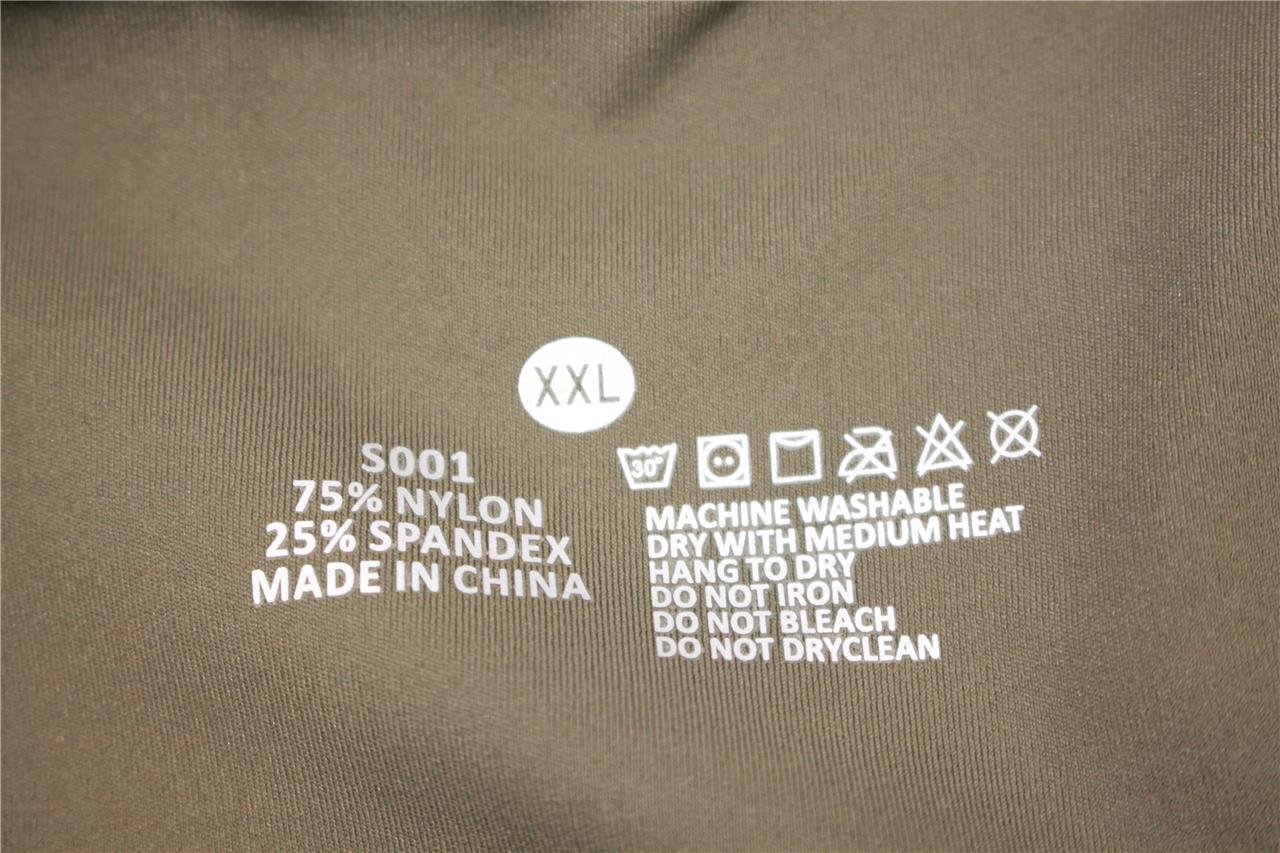 XXL
S001
75% NYLON
25% SPANDEX
MADE IN CHINA
30°
MACHINE WASHABLE
DRY WITH MEDIUM HEAT
HANG TO DRY
DO NOT IRON
DO NOT BLEACH
DO NOT DRYCLEAN